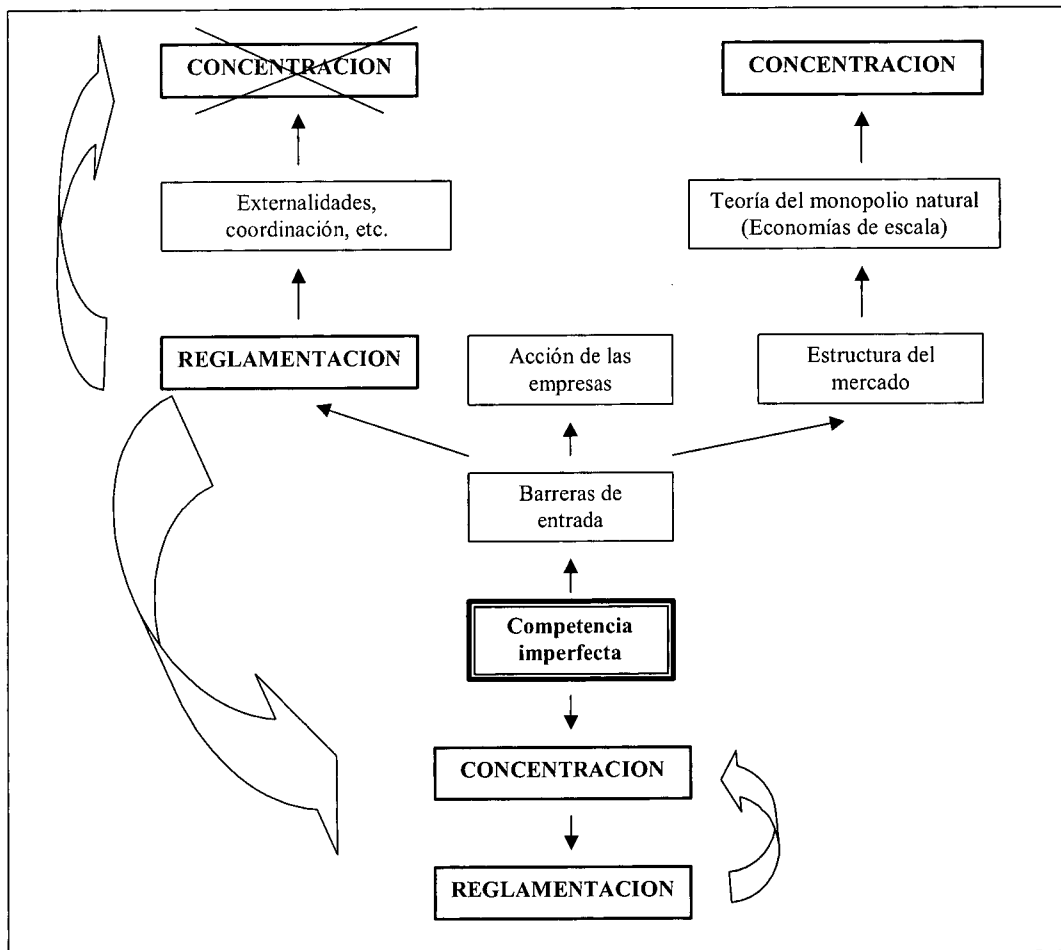 CONCENTRACION
CONCENTRACION
Externalidades,
coordinación, etc.
Teoría del monopolio natural
(Economías de escala)
REGLAMENTACION
Acción de las
empresas
Estructura del
mercado
Barreras de
entrada
Competencia
imperfecta
CONCENTRACION
REGLAMENTACION